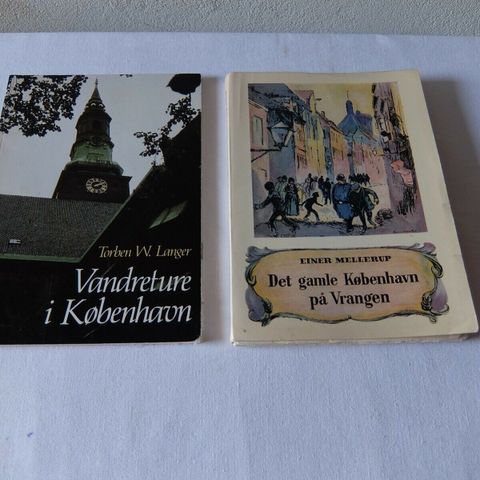 Torben W. Langer
Vandreture
i København
EINER MELLERUP
Det gamle København
på Vrangen